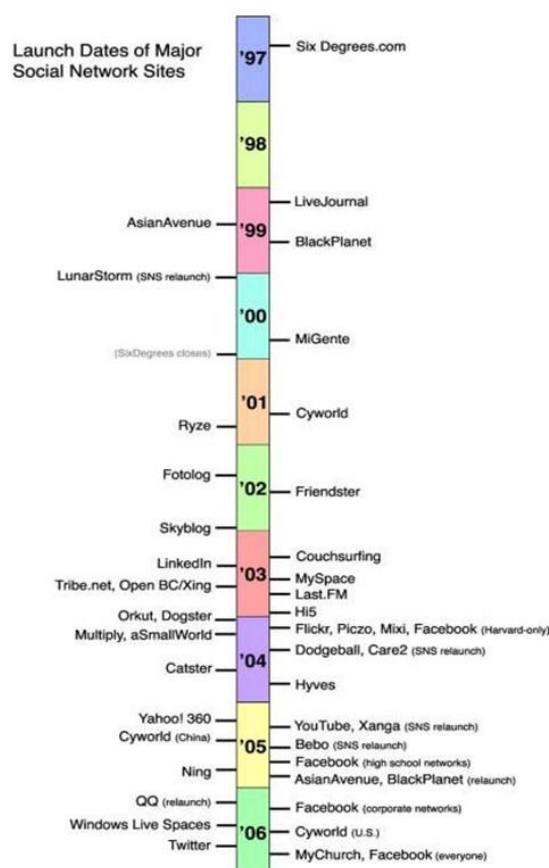 Launch Dates of Major
Social Network Sites
'97
Six Degrees.com
'98
LiveJournal
AsianAvenue
'99
BlackPlanet
LunarStorm (SNS relaunch)
'00
MiGente
(SixDegrees closes)
'01
Cyworld
Ryze
Fotolog
'02
Friendster
Skyblog
Couchsurfing
LinkedIn
'03
MySpace
Tribe.net, Open BC/Xing
Last.FM
Hi5
Orkut, Dogster
Flickr, Piczo, Mixi, Facebook (Harvard-only)
Multiply, aSmallWorld
Dodgeball, Care2 (SNS relaunch)
'04
Catster
Hyves
Yahoo! 360
YouTube, Xanga (SNS relaunch)
Cyworld (China)
'05
Bebo (SNS relaunch)
Facebook (high school networks)
Ning
AsianAvenue, BlackPlanet (relaunch)
QQ (relaunch)
Facebook (corporate networks)
Windows Live Spaces
'06
Cyworld (U.S.)
Twitter
MyChurch, Facebook (everyone)